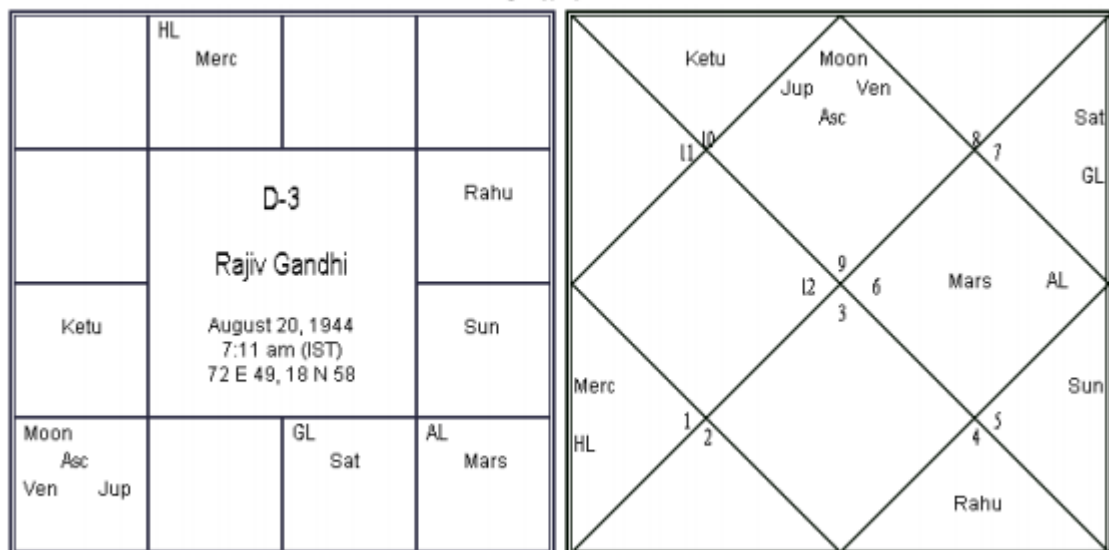 HL
Merc
D-3
Rajiv Gandhi
August 20, 1944
7:11 am (IST)
72 E 49, 18 N 58
Rahu
Ketu
Sun
Moon
Asc
Ven Jup
GL
Sat
AL
Mars
Ketu
Moon
Jup Ven
Asc
Sat
GL
10
11
8
7
9
12 6
3
Mars AL
Merc
HL
Sun
1
2
5
4
Rahu